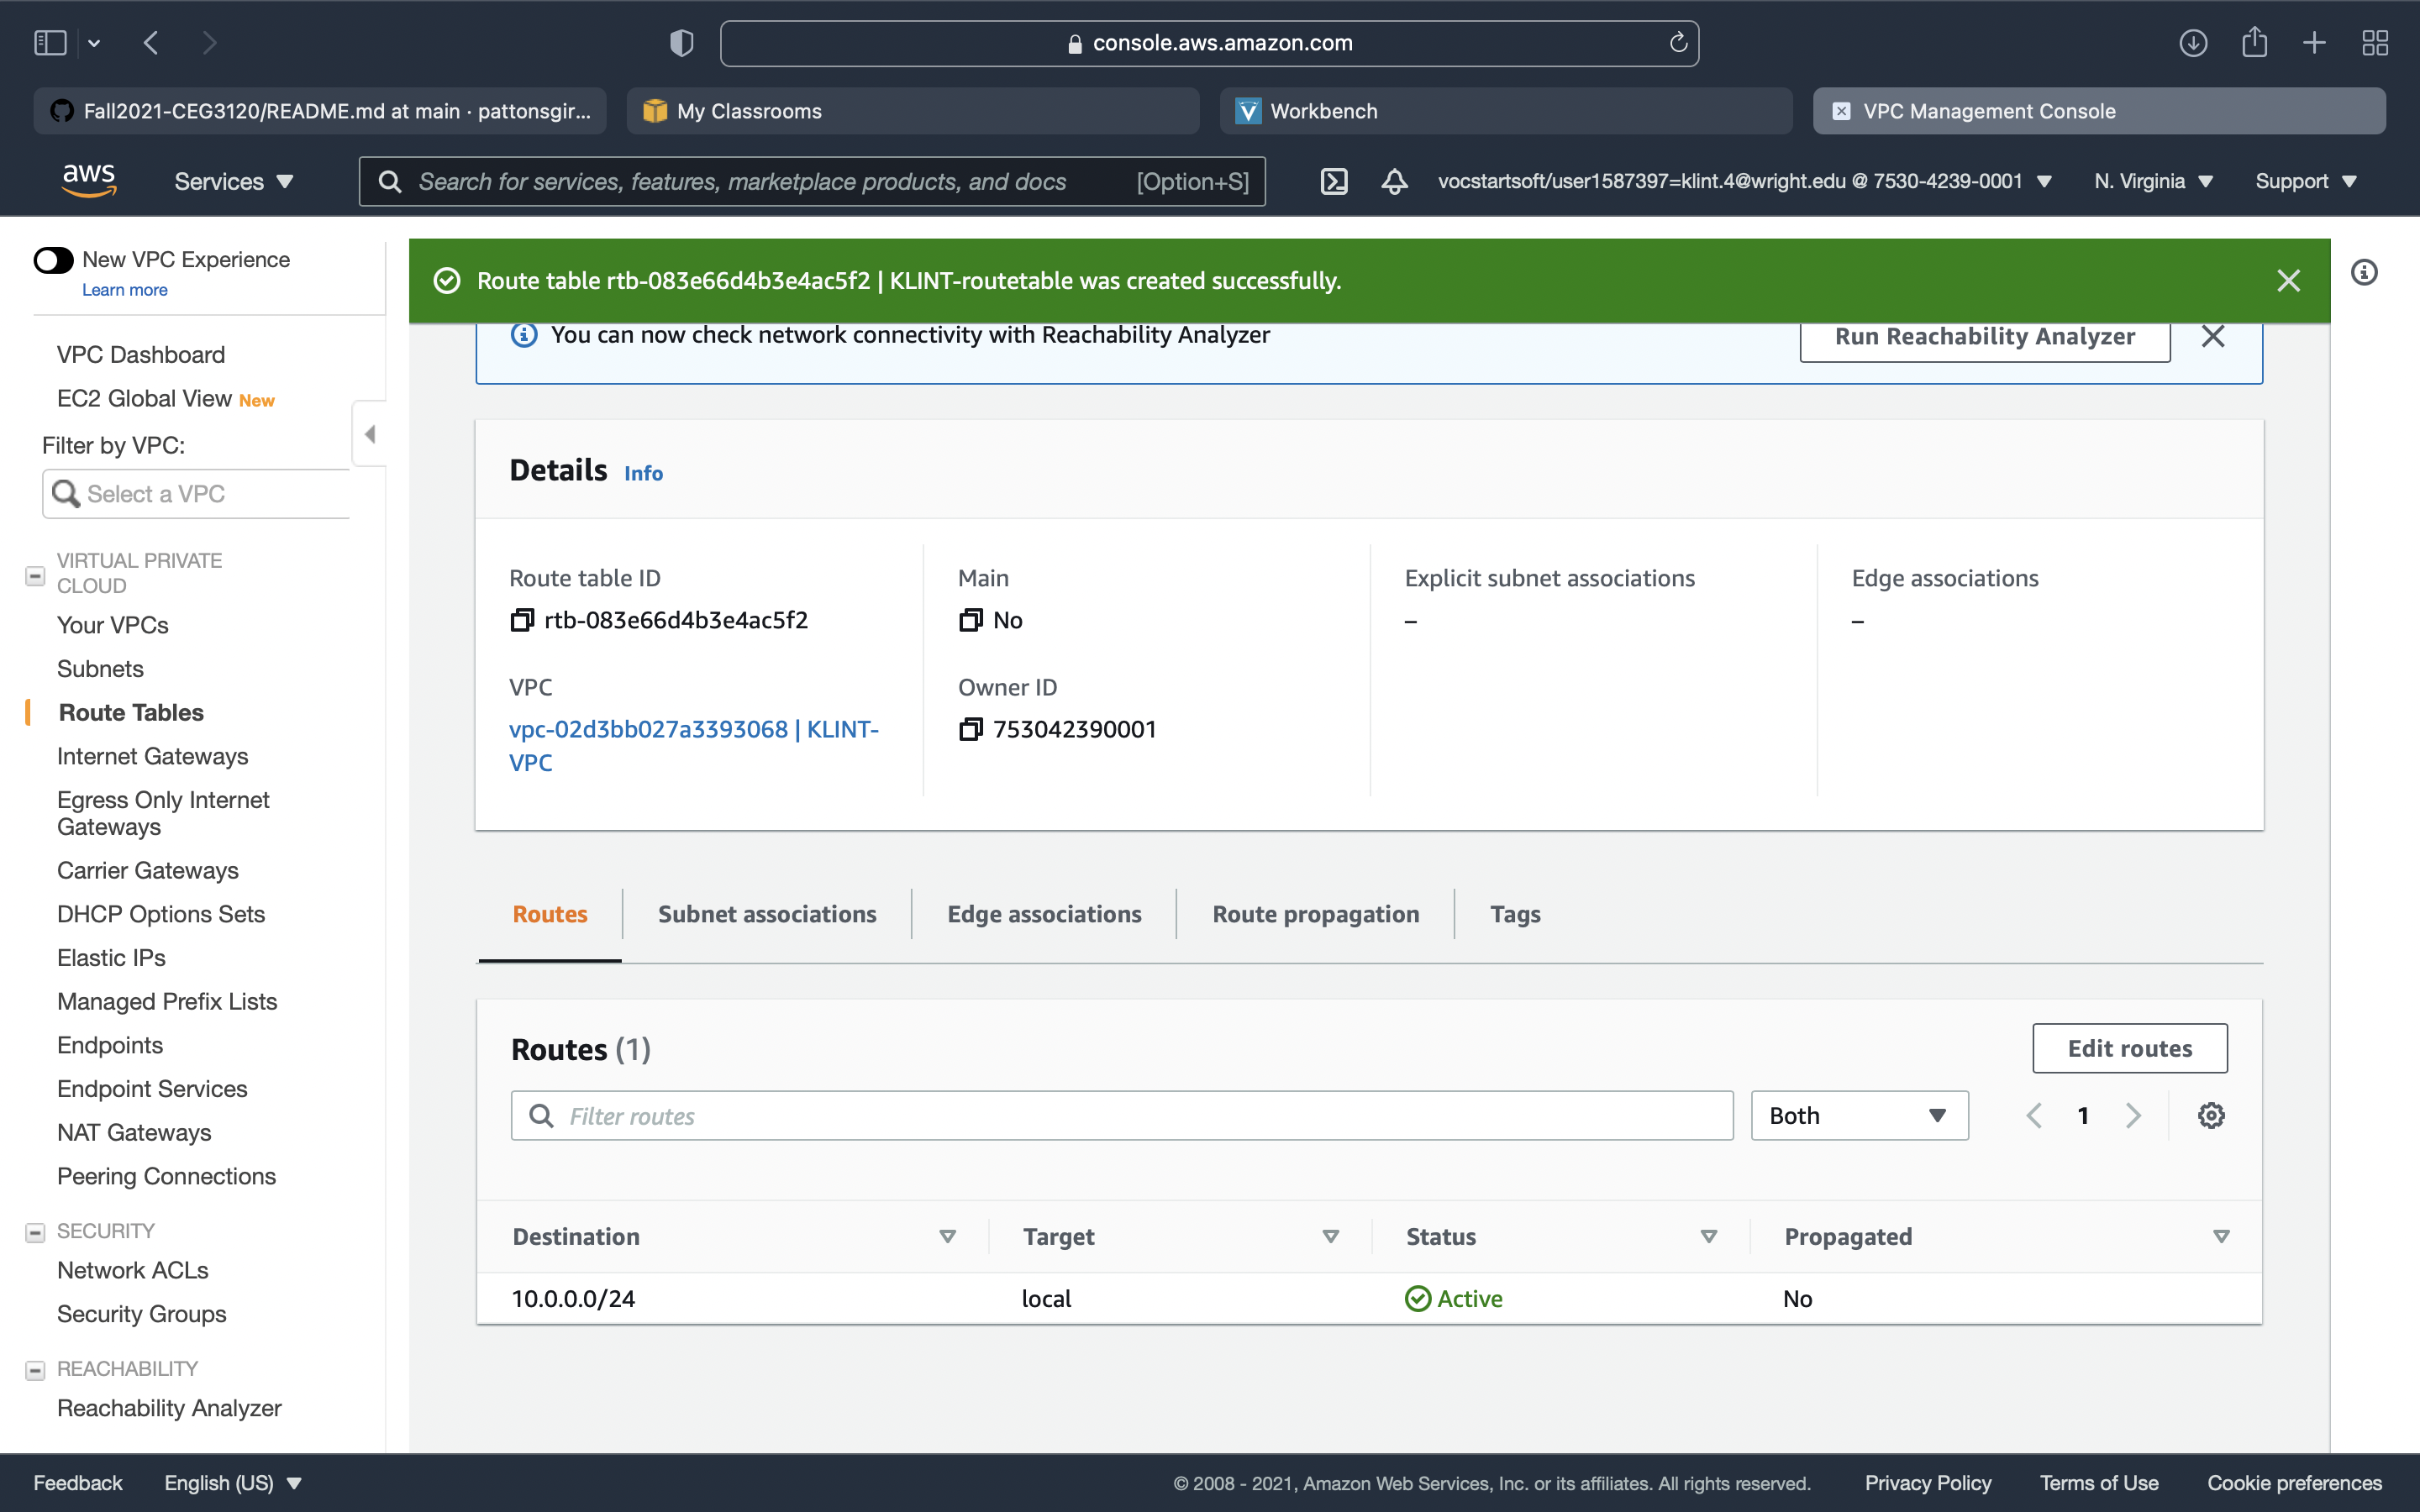 console.aws.amazon.com
Fall2021-CEG3120/README.md at main · pattonsgir...
My Classrooms
Workbench
VPC Management Console
aws
Services
Search for services, features, marketplace products, and docs
[Option+S]
vocstartsoft/user1587397=klint.4@wright.edu @ 7530-4239-0001
N. Virginia
Support
New VPC Experience
Learn more
VPC Dashboard
EC2 Global View New
Filter by VPC:
Select a VPC
VIRTUAL PRIVATE
CLOUD
Your VPCs
Subnets
Route Tables
Internet Gateways
Egress Only Internet
Gateways
Carrier Gateways
DHCP Options Sets
Elastic IPs
Managed Prefix Lists
Endpoints
Endpoint Services
NAT Gateways
Peering Connections
SECURITY
Network ACLs
Security Groups
REACHABILITY
Reachability Analyzer
Route table rtb-083e66d4b3e4ac5f2 | KLINT-routetable was created successfully.
You can now check network connectivity with Reachability Analyzer
Run Reachability Analyzer
Details Info
Route table ID
rtb-083e66d4b3e4ac5f2
Main
No
Explicit subnet associations
–
Edge associations
–
VPC
vpc-02d3bb027a3393068 | KLINT-
VPC
Owner ID
753042390001
Routes
Subnet associations
Edge associations
Route propagation
Tags
Routes (1)
Edit routes
Filter routes
Both
1
Destination
Target
Status
Propagated
10.0.0.0/24
local
Active
No
Feedback
English (US)
© 2008 - 2021, Amazon Web Services, Inc. or its affiliates. All rights reserved.
Privacy Policy
Terms of Use
Cookie preferences